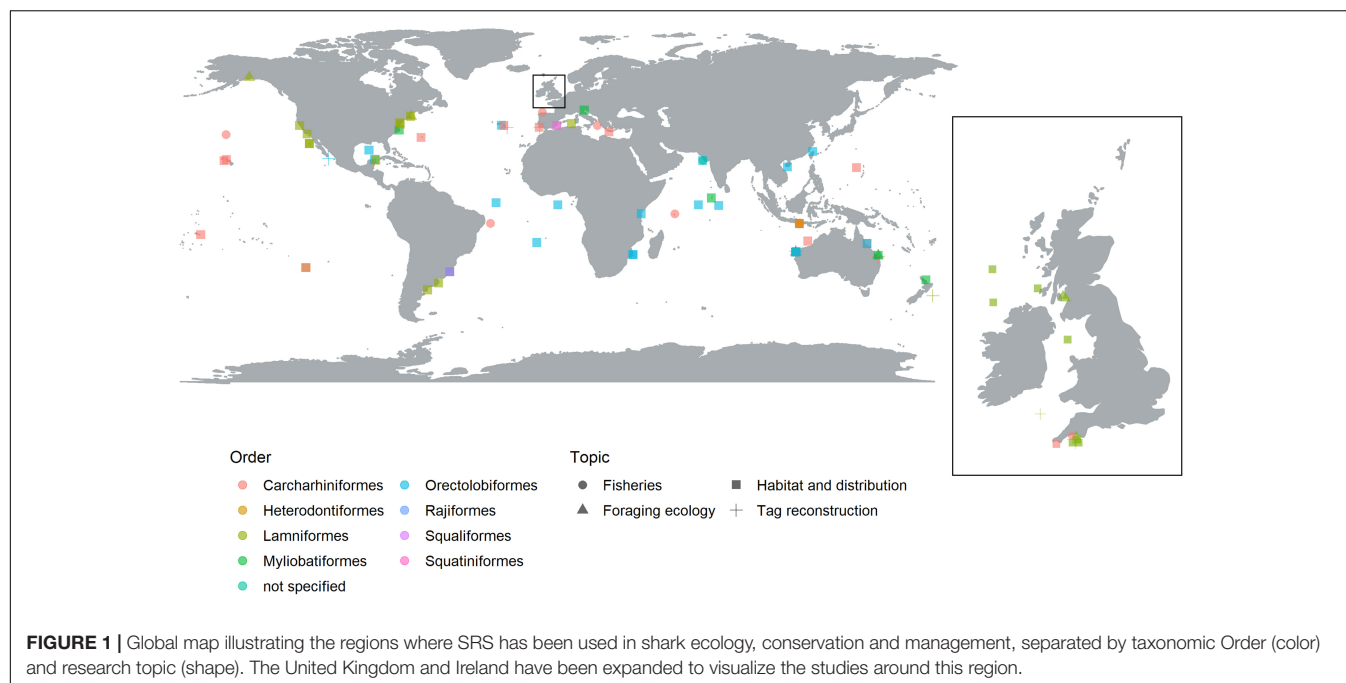 Order
Topic
Carcharhiniformes
Orectolobiformes
Fisheries
Habitat and distribution
Heterodontiformes
Rajiformes
Foraging ecology
Tag reconstruction
Lamniformes
Squaliformes
Myliobatiformes
Squatiniformes
not specified
FIGURE 1 | Global map illustrating the regions where SRS has been used in shark ecology, conservation and management, separated by taxonomic Order (color)
and research topic (shape). The United Kingdom and Ireland have been expanded to visualize the studies around this region.